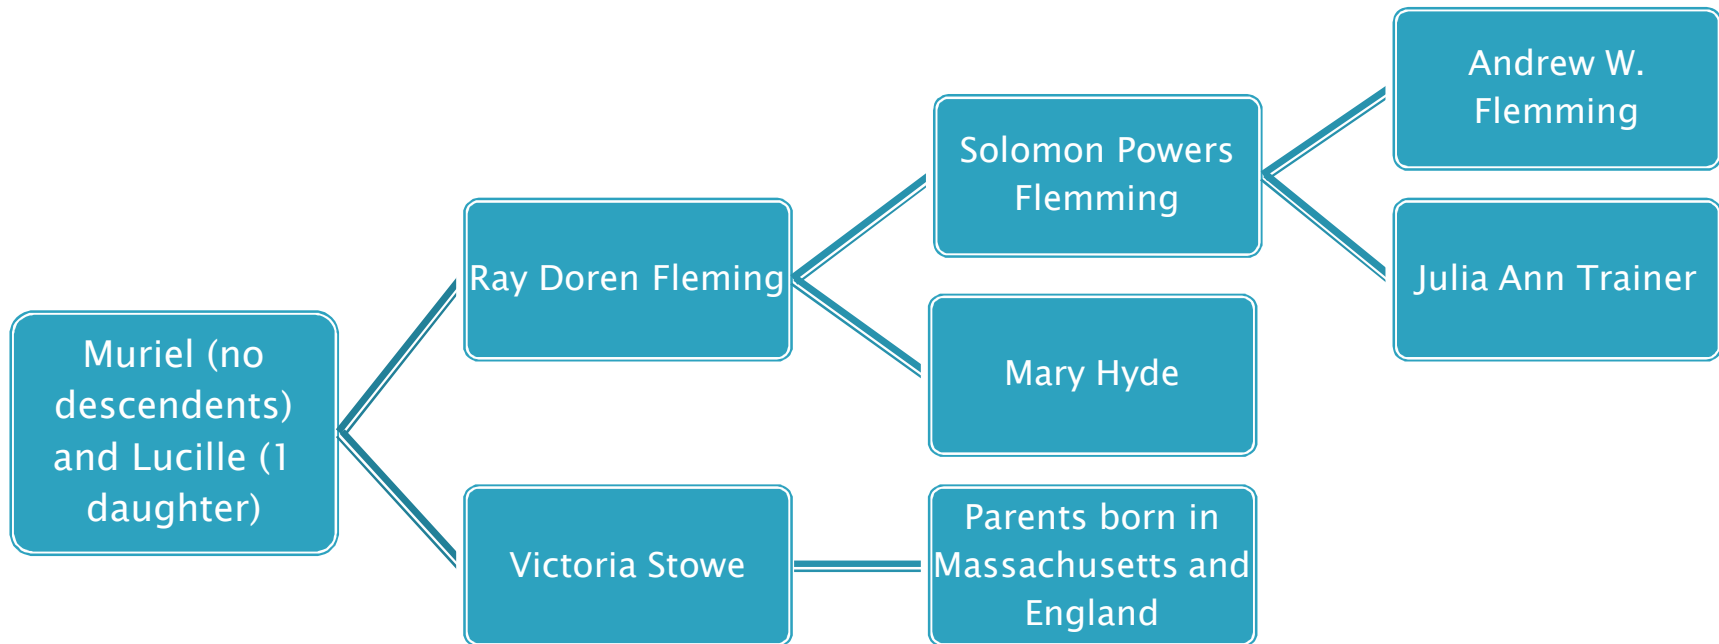 Muriel (no
descendents)
and Lucille (1
daughter)
Ray Doren Fleming
Victoria Stowe
Solomon Powers
Flemming
Mary Hyde
Parents born in
Massachusetts and
England
Andrew W.
Flemming
Julia Ann Trainer